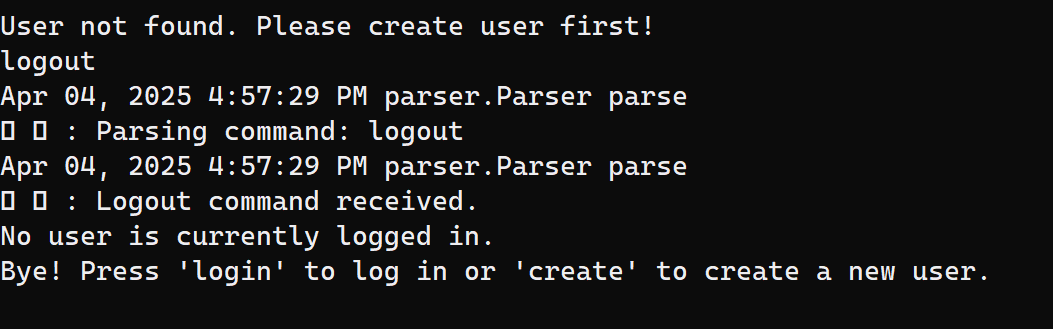 User not found. Please create user first!
logout
Apr 04, 2025 4:57:29 PM parser.Parser parse
: Parsing command: logout
Apr 04, 2025 4:57:29 PM parser.Parser parse
: Logout command received.
No user is currently logged in.
Bye! Press 'login' to log in or 'create' to create a new user.